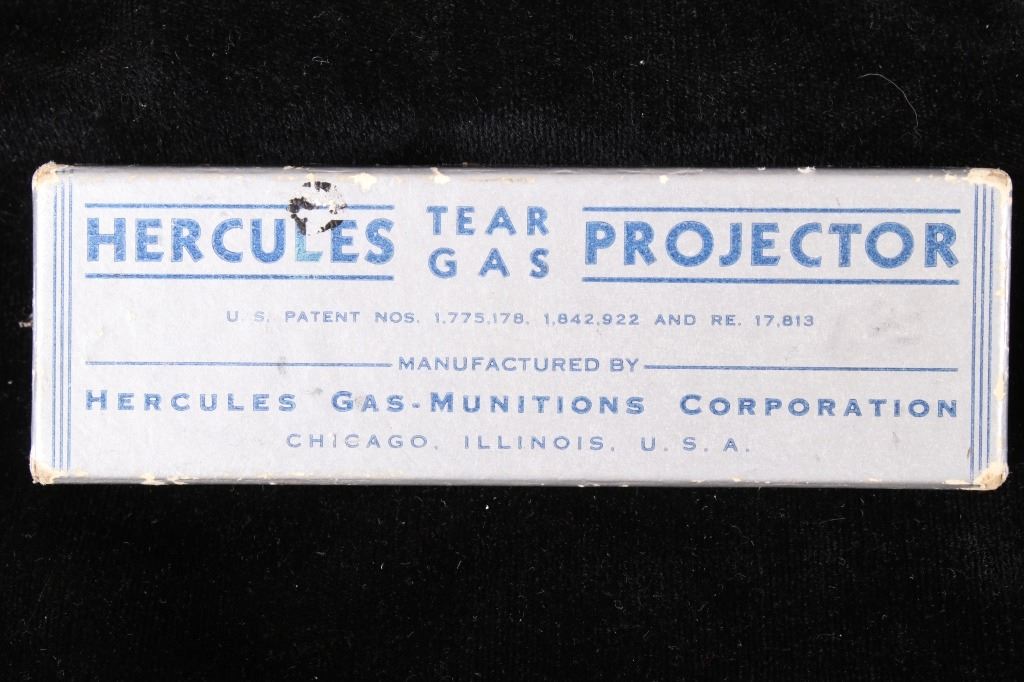 HERCULES TEAR GAS PROJECTOR
U. S. PATENT NOS. 1,775,178, 1,842,922 AND RE. 17,813
MANUFACTURED BY
HERCULES GAS-MUNITIONS CORPORATION
CHICAGO, ILLINOIS, U. S. A.